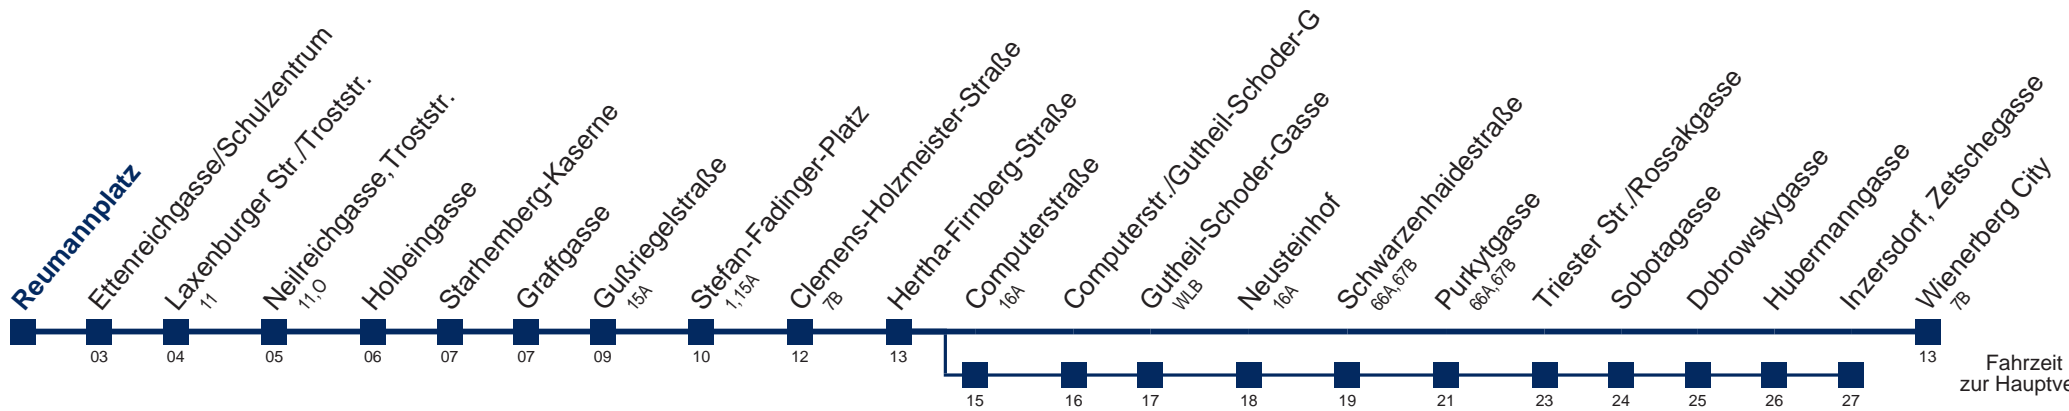 Reumannplatz
Ettenreichgasse/Schulzentrum
Laxenburger Str./Troststr.
11
Neilreichgasse,Troststr.
11,O
Holbeingasse
Starhemberg-Kaserne
Graffgasse
Gußriegelstraße
15A
Stefan-Fadinger-Platz
1,15A
Clemens-Holzmeister-Straße
7B
Hertha-Firnberg-Straße
Computerstraße
16A
Computerstr./Gutheil-Schoder-G
Gutheil-Schoder-Gasse
WLB
Neusteinhof
16A
Schwarzenhaidestraße
66A,67B
Purkytgasse
66A,67B
Triester Str./Rossakgasse
Sobotagasse
Dobrowskygasse
Hubermanngasse
Inzersdorf, Zetschegasse
Wienerberg City
7B
03 04 05 06 07 07 09 10 12 13 13
15 16 17 18 19 21 23 24 25 26 27
Fahrzeit
zur Hauptve